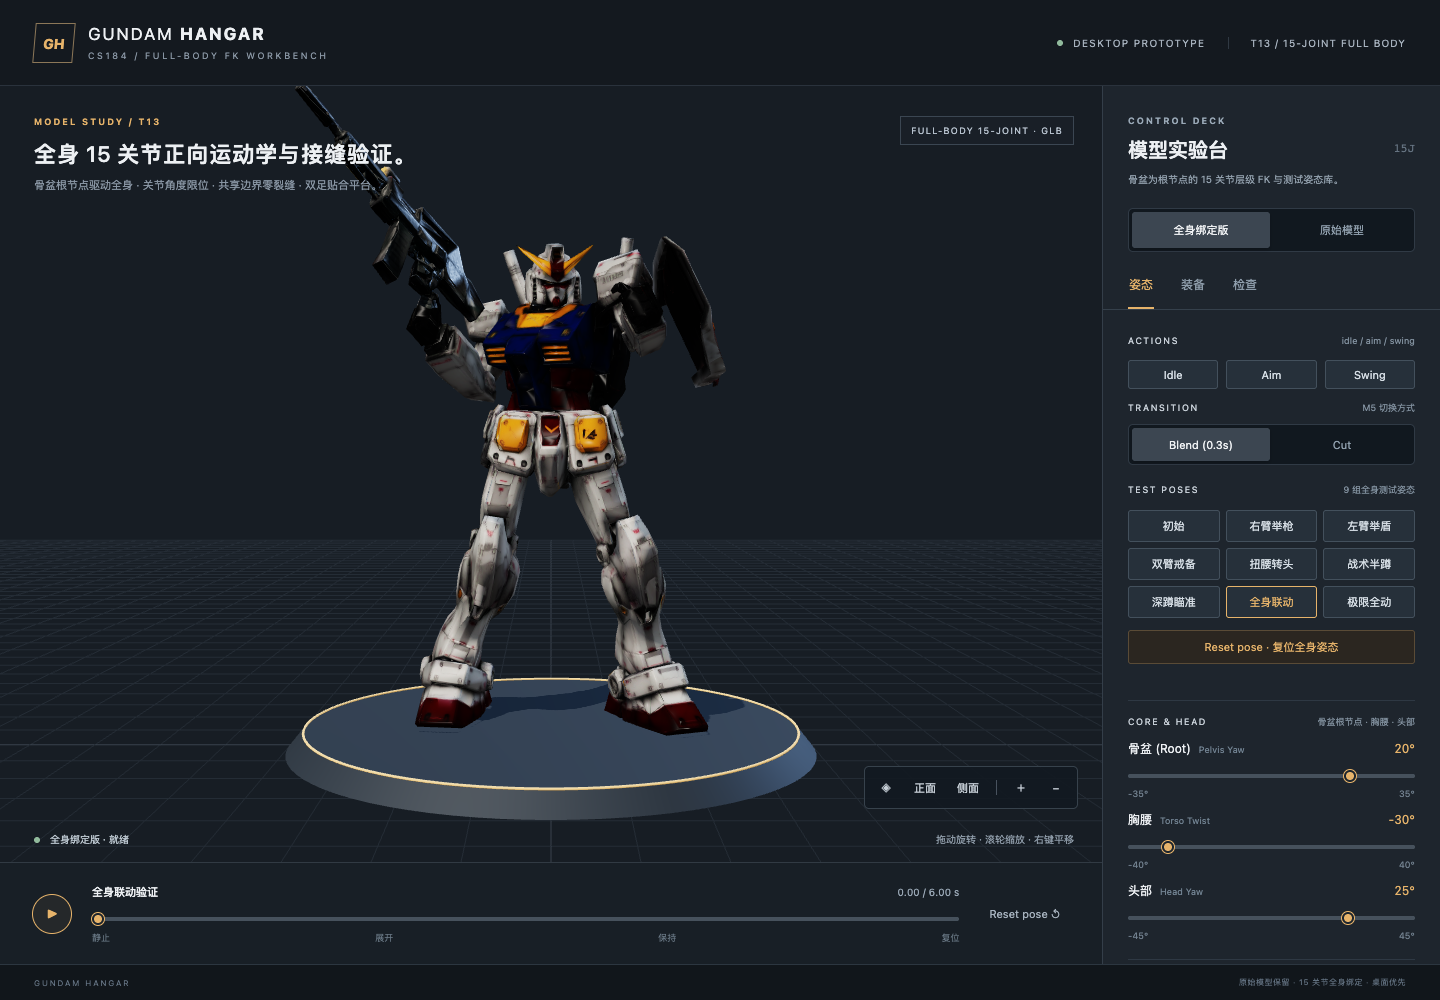 GH
GUNDAM HANGAR
CS184 / FULL-BODY FK WORKBENCH
DESKTOP PROTOTYPE
T13 / 15-JOINT FULL BODY
MODEL STUDY / T13
全身 15 关节正向运动学与接缝验证。
骨盆根节点驱动全身 · 关节角度限位 · 共享边界零裂缝 · 双足贴合平台。
FULL-BODY 15-JOINT · GLB
正面 侧面 + −
全身绑定版 · 就绪
拖动旋转 · 滚轮缩放 · 右键平移
全身联动验证
0.00 / 6.00 s
静止 展开 保持 复位
Reset pose
CONTROL DECK
模型实验台
15J
骨盆为根节点的 15 关节层级 FK 与测试姿态库。
全身绑定版 原始模型
姿态 装备 检查
ACTIONS
idle / aim / swing
Idle Aim Swing
TRANSITION
M5 切换方式
Blend (0.3s) Cut
TEST POSES
9 组全身测试姿态
初始 右臂举枪 左臂举盾
双臂戒备 扭腰转头 战术半蹲
深蹲瞄准 全身联动 极限全动
Reset pose · 复位全身姿态
CORE & HEAD
骨盆根节点 · 胸腰 · 头部
骨盆 (Root) Pelvis Yaw 20°
-35° 35°
胸腰 Torso Twist -30°
-40° 40°
头部 Head Yaw 25°
-45° 45°
GUNDAM HANGAR
原始模型保留 · 15 关节全身绑定 · 桌面优先